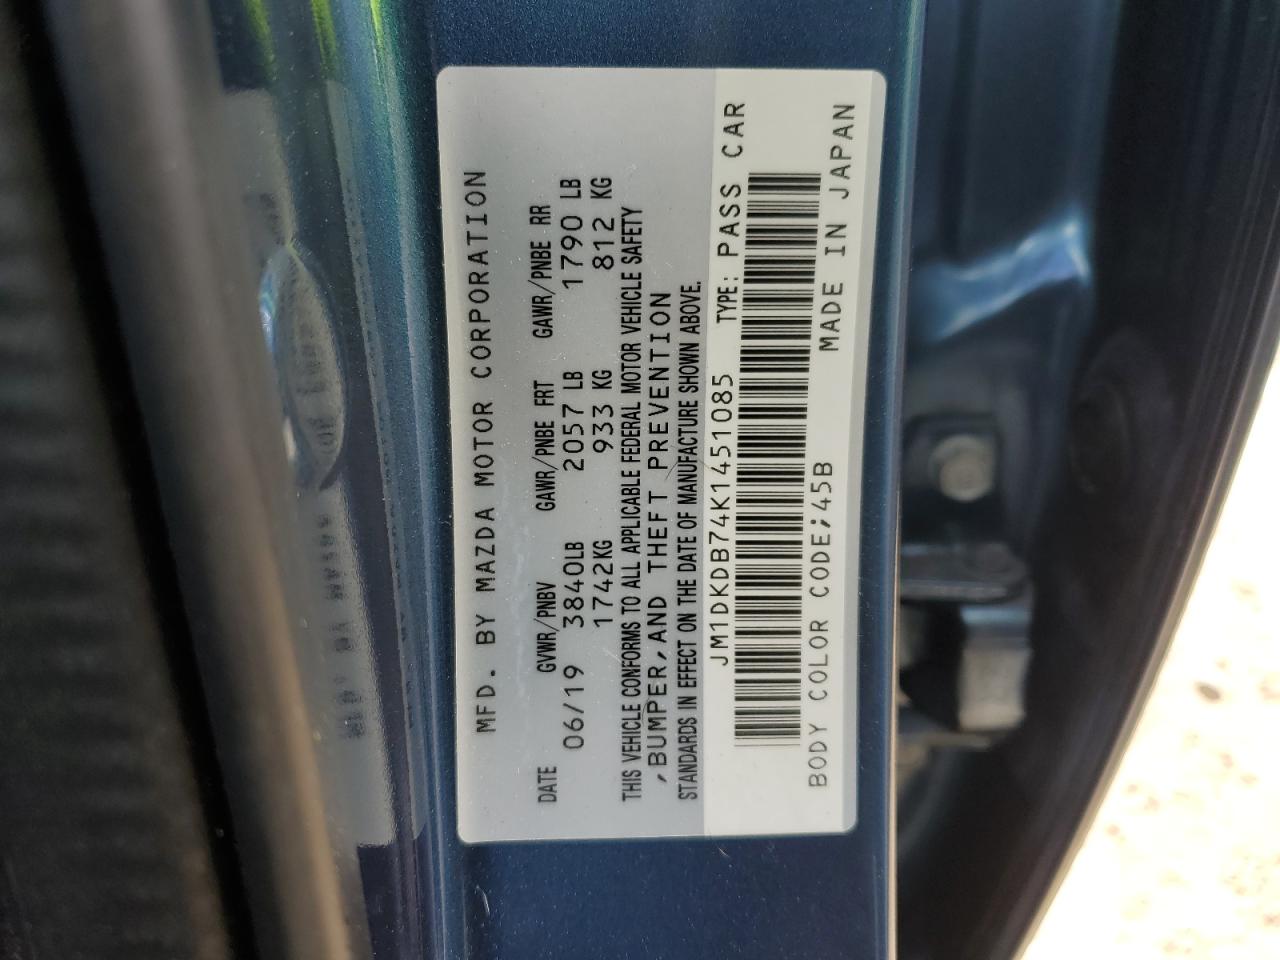 MFD. BY MAZDA MOTOR CORPORATION
DATE GVWR/PNBV GAWR/PNBE FRT GAWR/PNBE RR
06/19 3840LB 2057 LB 1790 LB
1742KG 933 KG 812 KG
THIS VEHICLE CONFORMS TO ALL APPLICABLE FEDERAL MOTOR VEHICLE SAFETY
,BUMPER,AND THEFT PREVENTION
STANDARDS IN EFFECT ON THE DATE OF MANUFACTURE SHOWN ABOVE.
JM1DKDB74K1451085 TYPE: PASS CAR
BODY COLOR CODE;45B MADE IN JAPAN